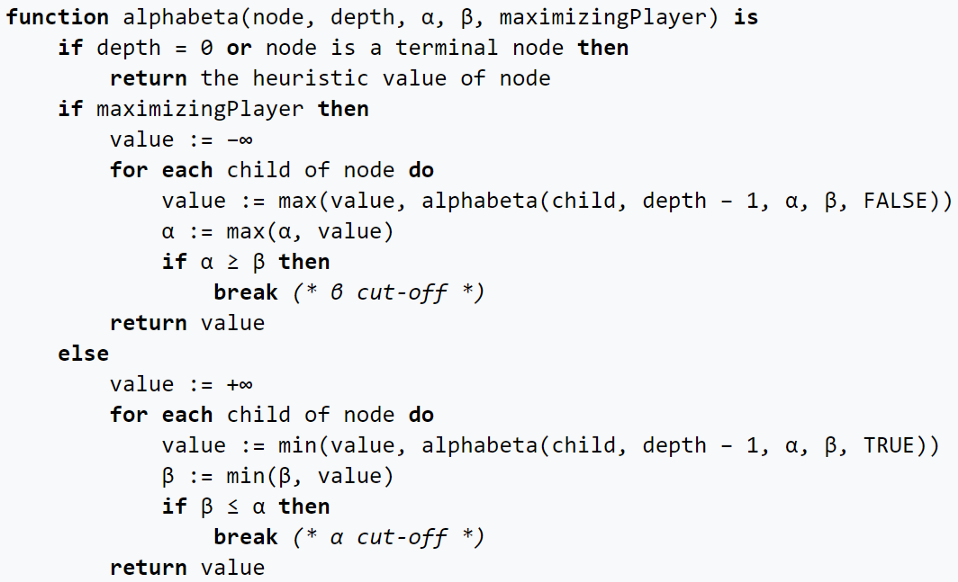 function alphabeta(node, depth, α, β, maximizingPlayer) is
    if depth = 0 or node is a terminal node then
        return the heuristic value of node
    if maximizingPlayer then
        value := −∞
        for each child of node do
            value := max(value, alphabeta(child, depth − 1, α, β, FALSE))
            α := max(α, value)
            if α ≥ β then
                break (* β cut-off *)
        return value
    else
        value := +∞
        for each child of node do
            value := min(value, alphabeta(child, depth − 1, α, β, TRUE))
            β := min(β, value)
            if β ≤ α then
                break (* α cut-off *)
        return value